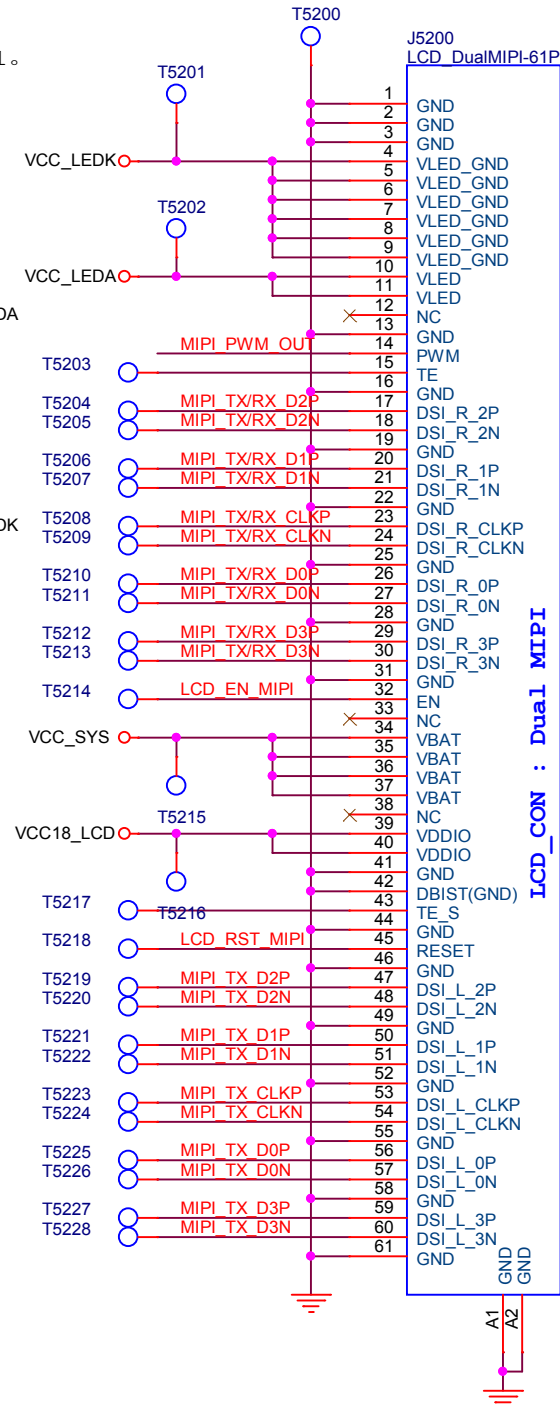 T5200
J5200
LCD_DualMIPI-61P
T5201
1 GND
2 GND
3 GND
VCC_LEDK 4 VLED_GND
5 VLED_GND
6 VLED_GND
7 VLED_GND
T5202
8 VLED_GND
9 VLED_GND
VCC_LEDA 10 VLED
11 VLED
12 NC
DA
13 GND
MIPI_PWM_OUT 14 PWM
T5203 15 TE
16 GND
T5204 MIPI_TX/RX_D2P 17 DSI_R_2P
T5205 MIPI_TX/RX_D2N 18 DSI_R_2N
19 GND
T5206 MIPI_TX/RX_D1P 20 DSI_R_1P
T5207 MIPI_TX/RX_D1N 21 DSI_R_1N
22 GND
DK T5208 MIPI_TX/RX_CLKP 23 DSI_R_CLKP
T5209 MIPI_TX/RX_CLKN 24 DSI_R_CLKN
25 GND
T5210 MIPI_TX/RX_D0P 26 DSI_R_0P
T5211 MIPI_TX/RX_D0N 27 DSI_R_0N
28 GND
T5212 MIPI_TX/RX_D3P 29 DSI_R_3P
T5213 MIPI_TX/RX_D3N 30 DSI_R_3N
31 GND
T5214 LCD_EN_MIPI 32 EN
33 NC
VCC_SYS 34 VBAT
35 VBAT
36 VBAT
37 VBAT
T5215
38 NC
VCC18_LCD 39 VDDIO
40 VDDIO
41 GND
42 DBIST(GND)
T5216
T5217 43 TE_S
44 GND
T5218 LCD_RST_MIPI 45 RESET
46 GND
T5219 MIPI_TX_D2P 47 DSI_L_2P
T5220 MIPI_TX_D2N 48 DSI_L_2N
49 GND
T5221 MIPI_TX_D1P 50 DSI_L_1P
T5222 MIPI_TX_D1N 51 DSI_L_1N
52 GND
T5223 MIPI_TX_CLKP 53 DSI_L_CLKP
T5224 MIPI_TX_CLKN 54 DSI_L_CLKN
55 GND
T5225 MIPI_TX_D0P 56 DSI_L_0P
T5226 MIPI_TX_D0N 57 DSI_L_0N
58 GND
T5227 MIPI_TX_D3P 59 DSI_L_3P
T5228 MIPI_TX_D3N 60 DSI_L_3N
61 GND
LCD_CON : Dual MIPI
GND
GND
A1
A2